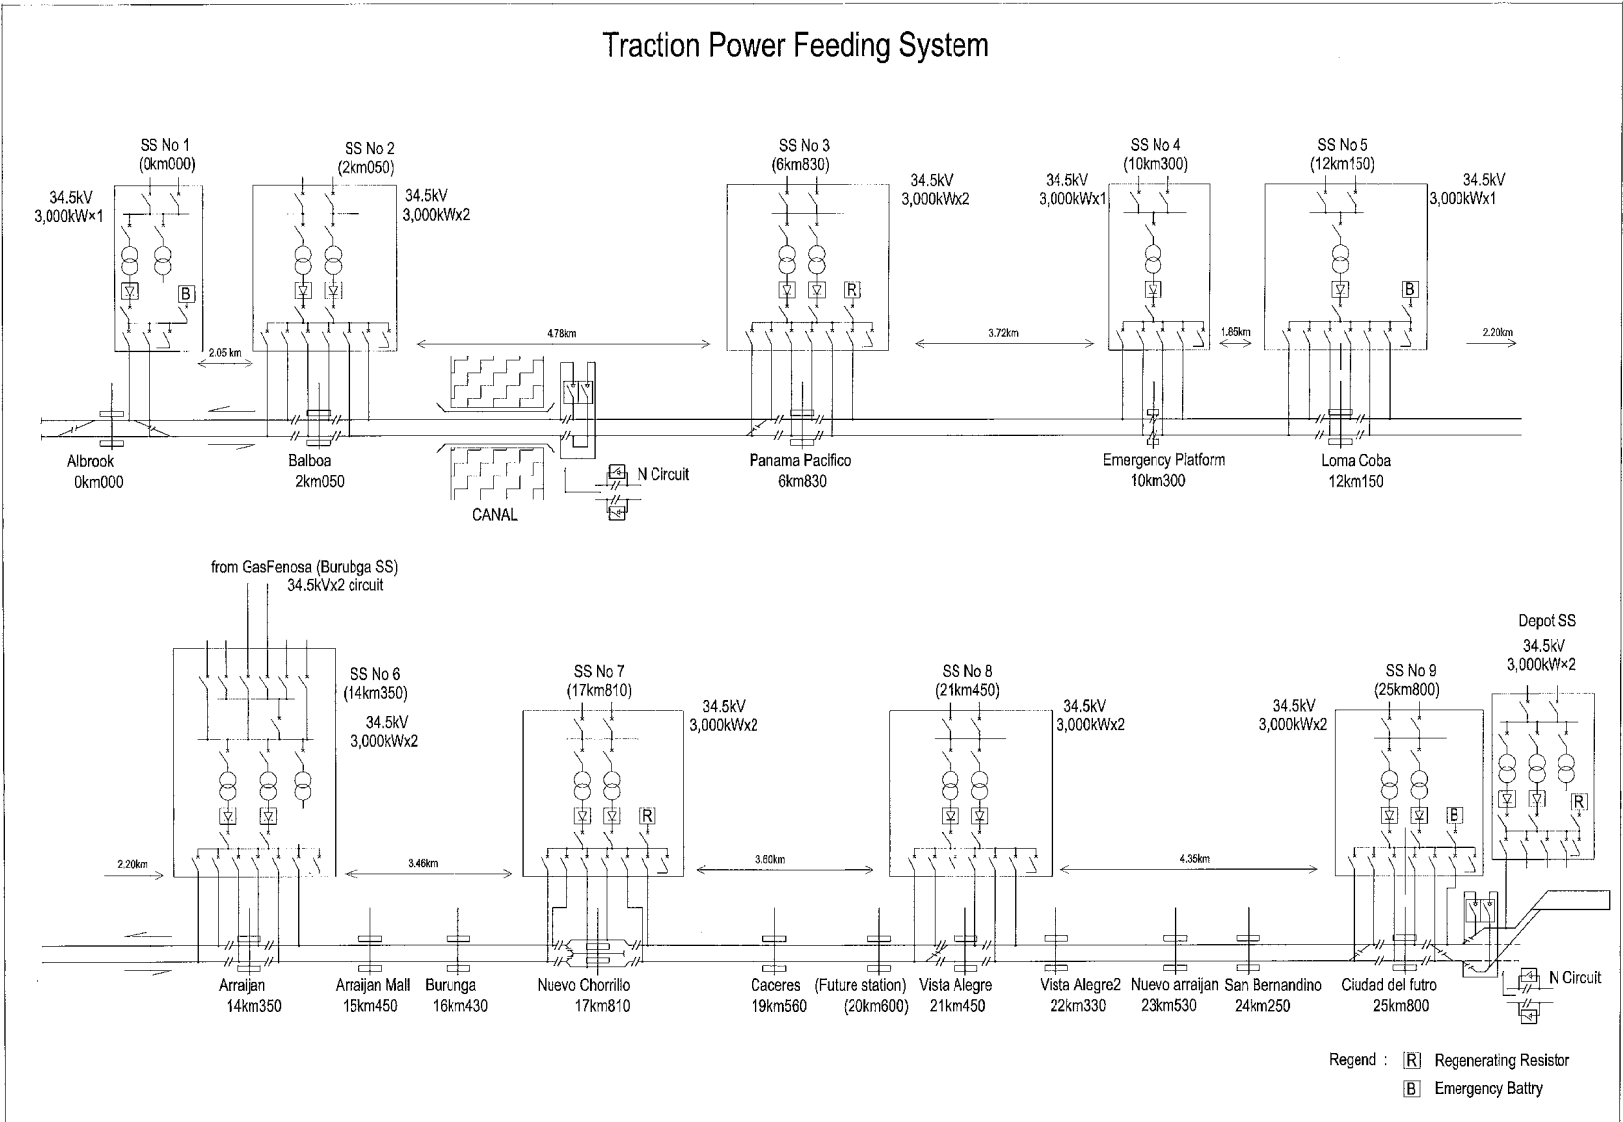 Traction Power Feeding System
SS No 1
(0km000)
34.5kV
3,000kW×1
B
2.05 km
SS No 2
(2km050)
34.5kV
3,000kWx2
4.78km
SS No 3
(6km830)
34.5kV
3,000kWx2
R
3.72km
SS No 4
(10km300)
34.5kV
3,000kWx1
1.85km
SS No 5
(12km150)
34.5kV
3,000kWx1
B
2.20km
Albrook
0km000
Balboa
2km050
CANAL
N Circuit
Panama Pacifico
6km830
Emergency Platform
10km300
Loma Coba
12km150
from GasFenosa (Burubga SS)
34.5kVx2 circuit
SS No 6
(14km350)
34.5kV
3,000kWx2
2.20km
3.46km
SS No 7
(17km810)
34.5kV
3,000kWx2
R
3.60km
SS No 8
(21km450)
34.5kV
3,000kWx2
4.35km
SS No 9
(25km800)
34.5kV
3,000kWx2
B
Depot SS
34.5kV
3,000kW×2
R
Arraijan
14km350
Arraijan Mall
15km450
Burunga
16km430
Nuevo Chorrillo
17km810
Caceres
19km560
(Future station)
(20km600)
Vista Alegre
21km450
Vista Alegre2
22km330
Nuevo arraijan
23km530
San Bernandino
24km250
Ciudad del futro
25km800
N Circuit
Regend : R Regenerating Resistor
B Emergency Battry